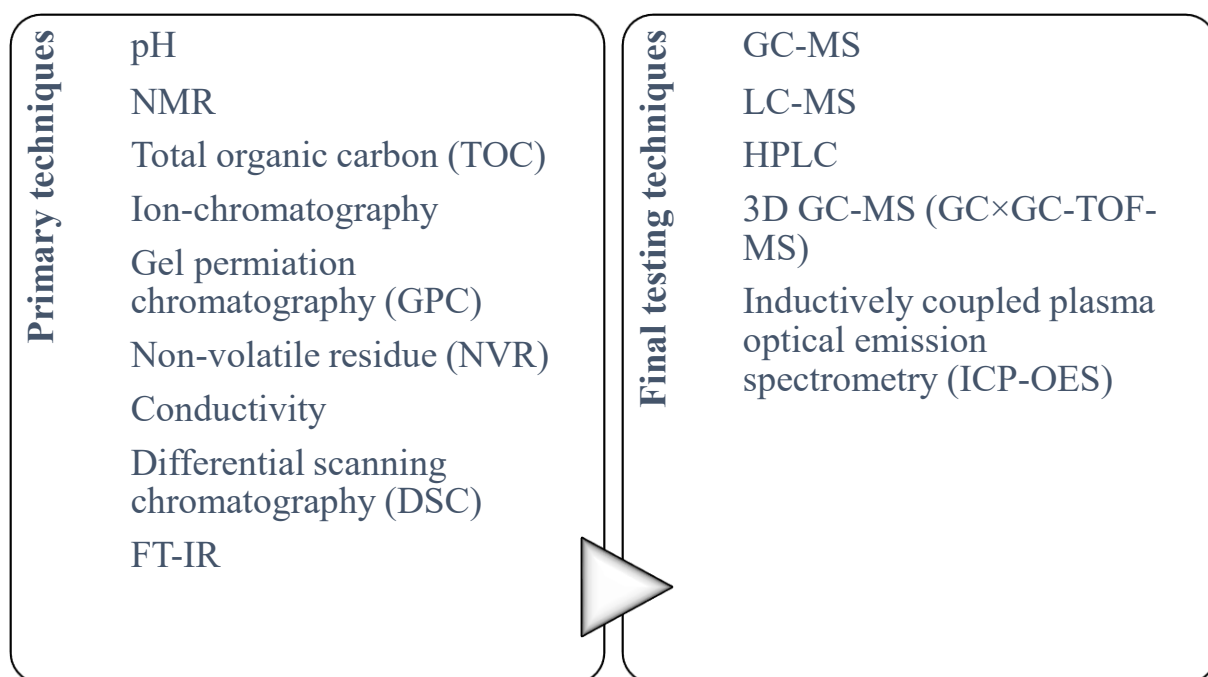 Primary techniques
pH
NMR
Total organic carbon (TOC)
Ion-chromatography
Gel permiation
chromatography (GPC)
Non-volatile residue (NVR)
Conductivity
Differential scanning
chromatography (DSC)
FT-IR
Final testing techniques
GC-MS
LC-MS
HPLC
3D GC-MS (GC×GC-TOF-
MS)
Inductively coupled plasma
optical emission
spectrometry (ICP-OES)